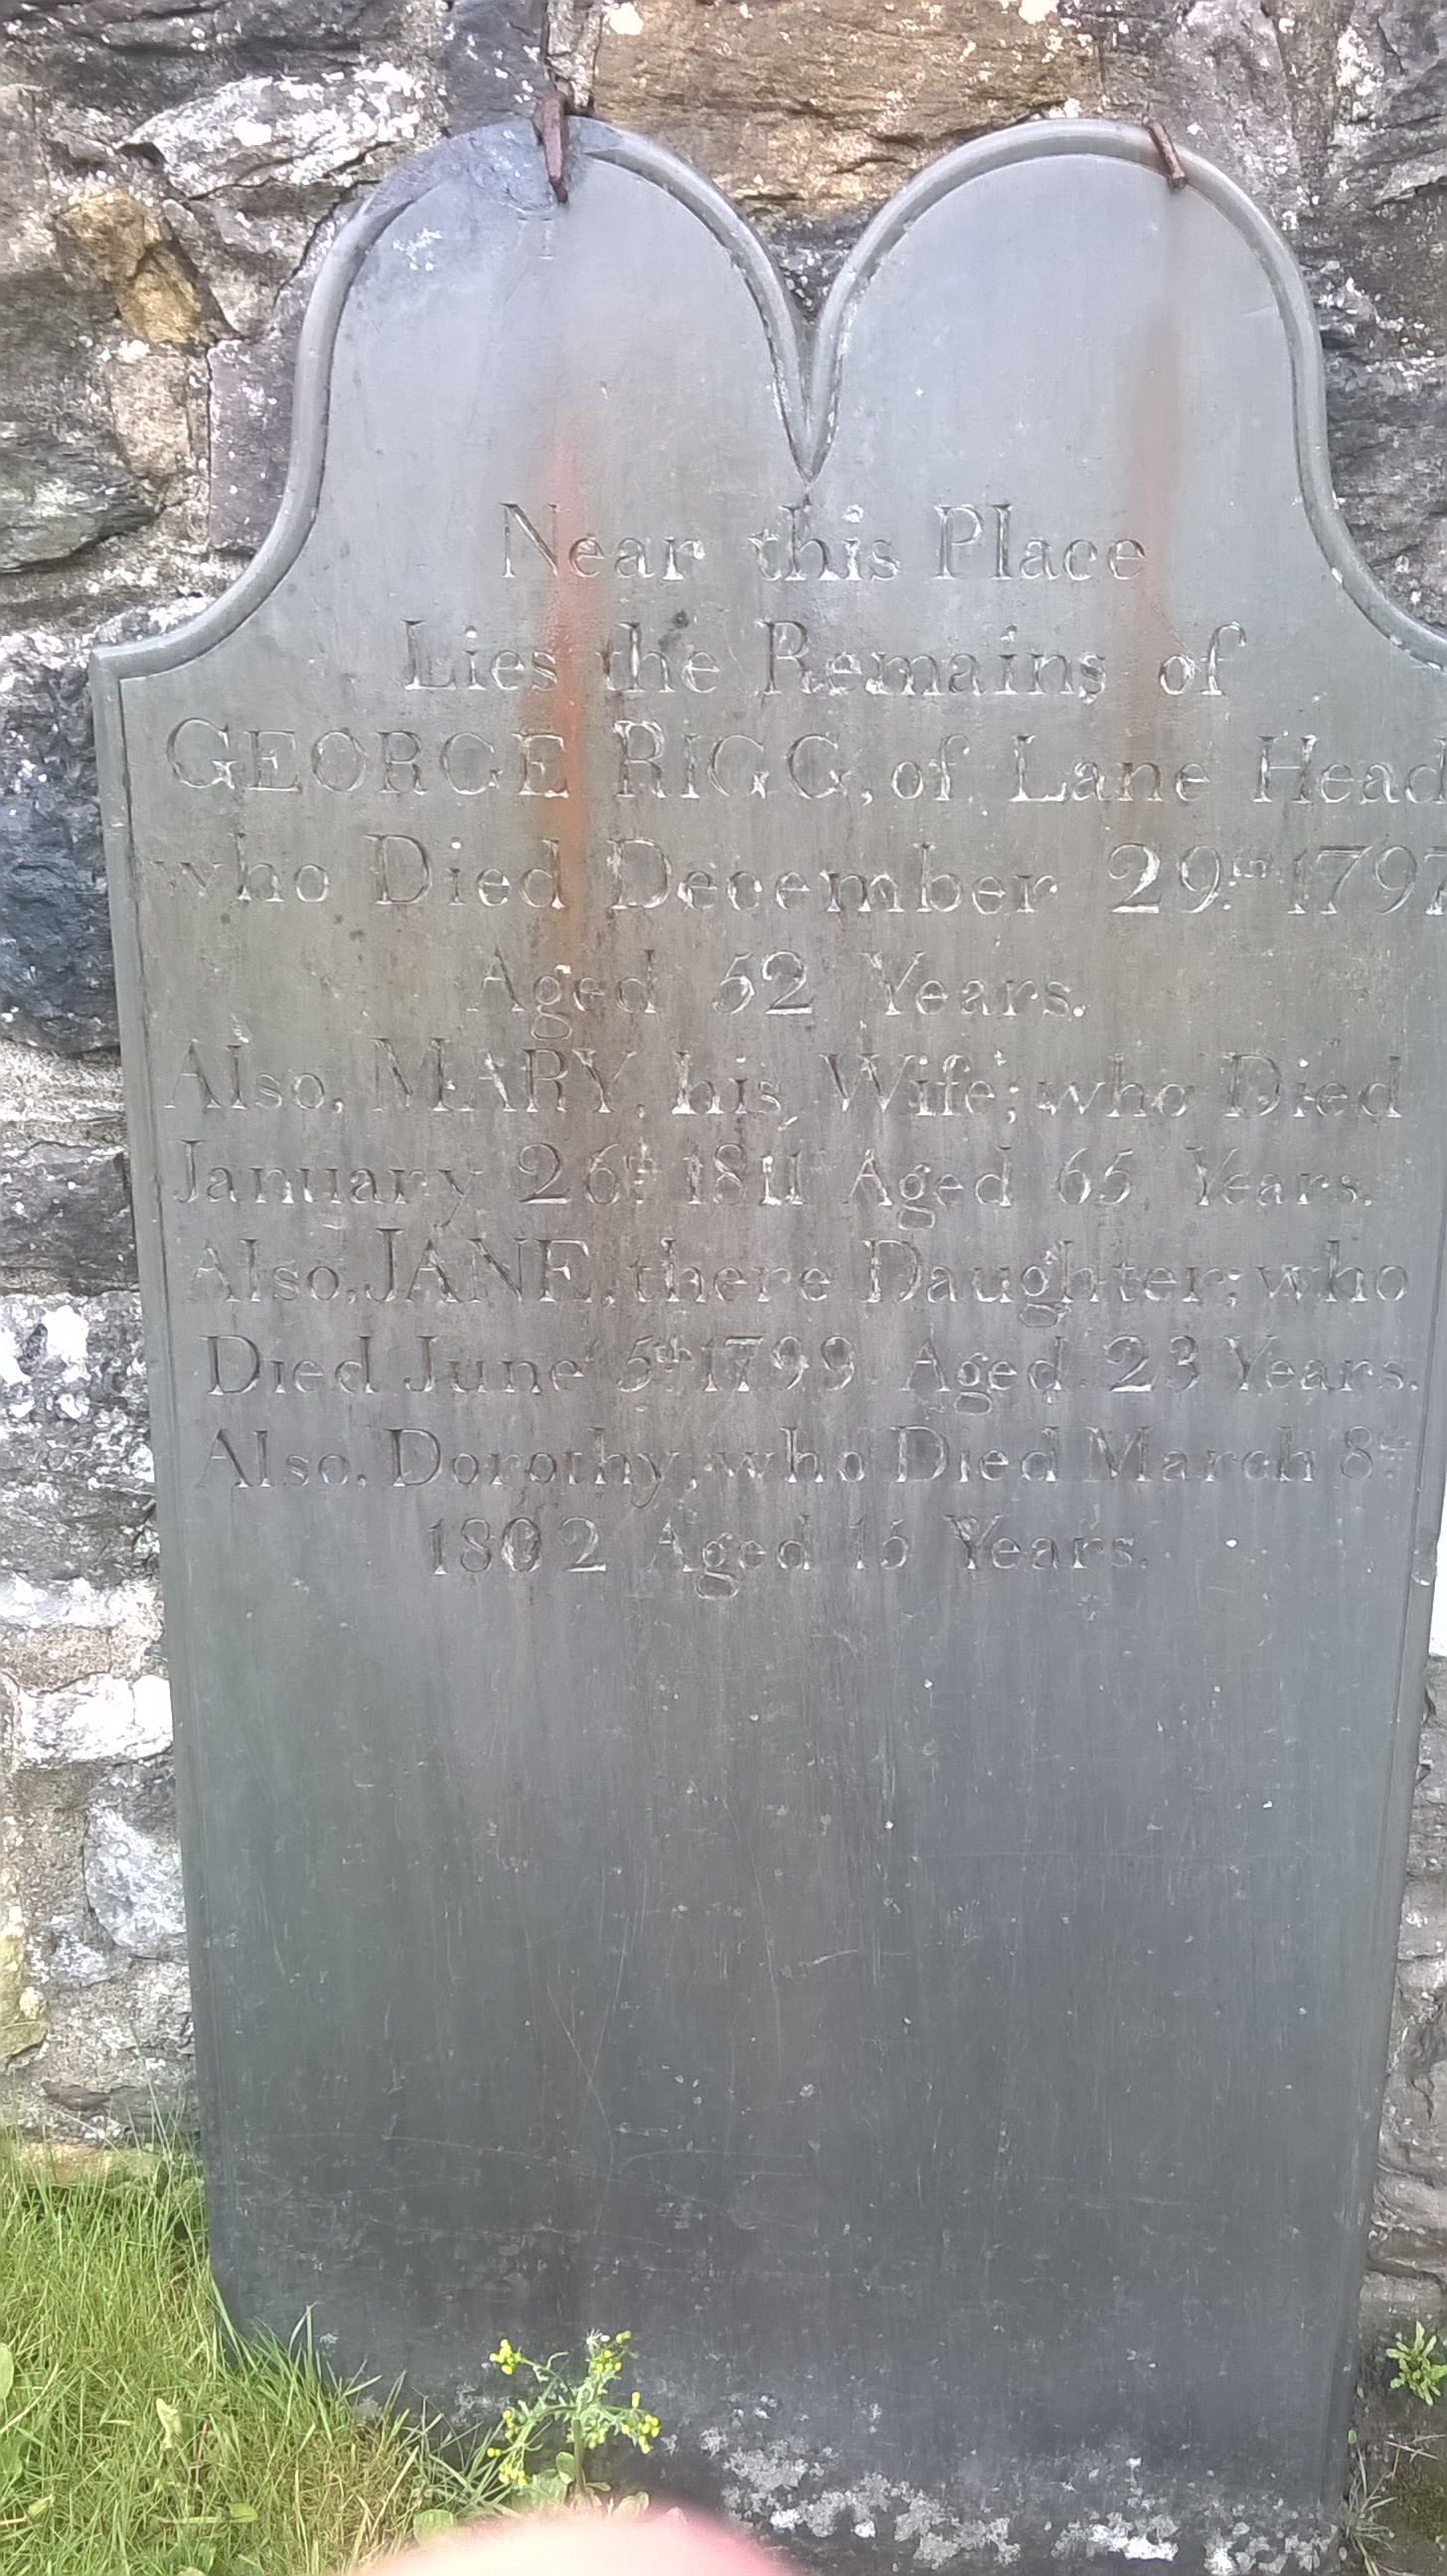 Near this Place
Lies the Remains of
GEORGE RIGG, of Lane Head
who Died December 29th 1797
Aged 52 Years.
Also, MARY, his Wife; who Died
January 26th 1811 Aged 65 Years.
Also, JANE, there Daughter; who
Died June 5th 1799 Aged 23 Years.
Also, Dorothy, who Died March 8th
1802 Aged 15 Years.